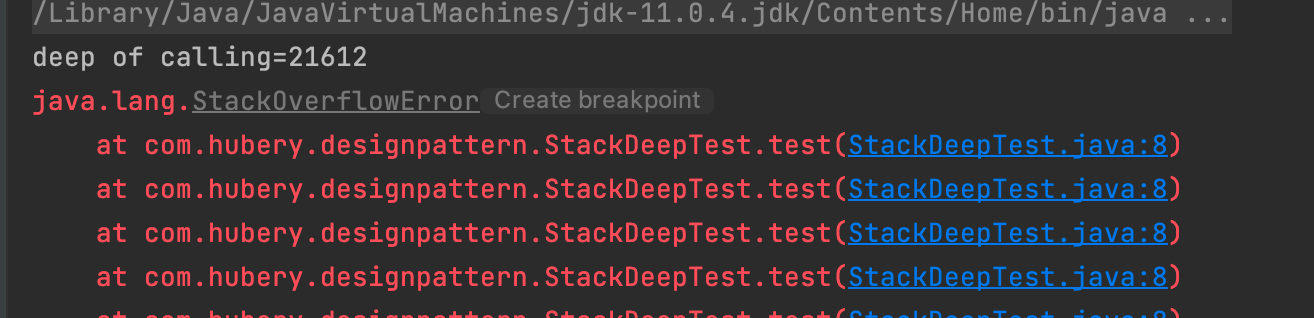 /Library/Java/JavaVirtualMachines/jdk-11.0.4.jdk/Contents/Home/bin/java ...
deep of calling=21612
java.lang.StackOverflowError Create breakpoint
at com.hubery.designpattern.StackDeepTest.test(StackDeepTest.java:8)
at com.hubery.designpattern.StackDeepTest.test(StackDeepTest.java:8)
at com.hubery.designpattern.StackDeepTest.test(StackDeepTest.java:8)
at com.hubery.designpattern.StackDeepTest.test(StackDeepTest.java:8)